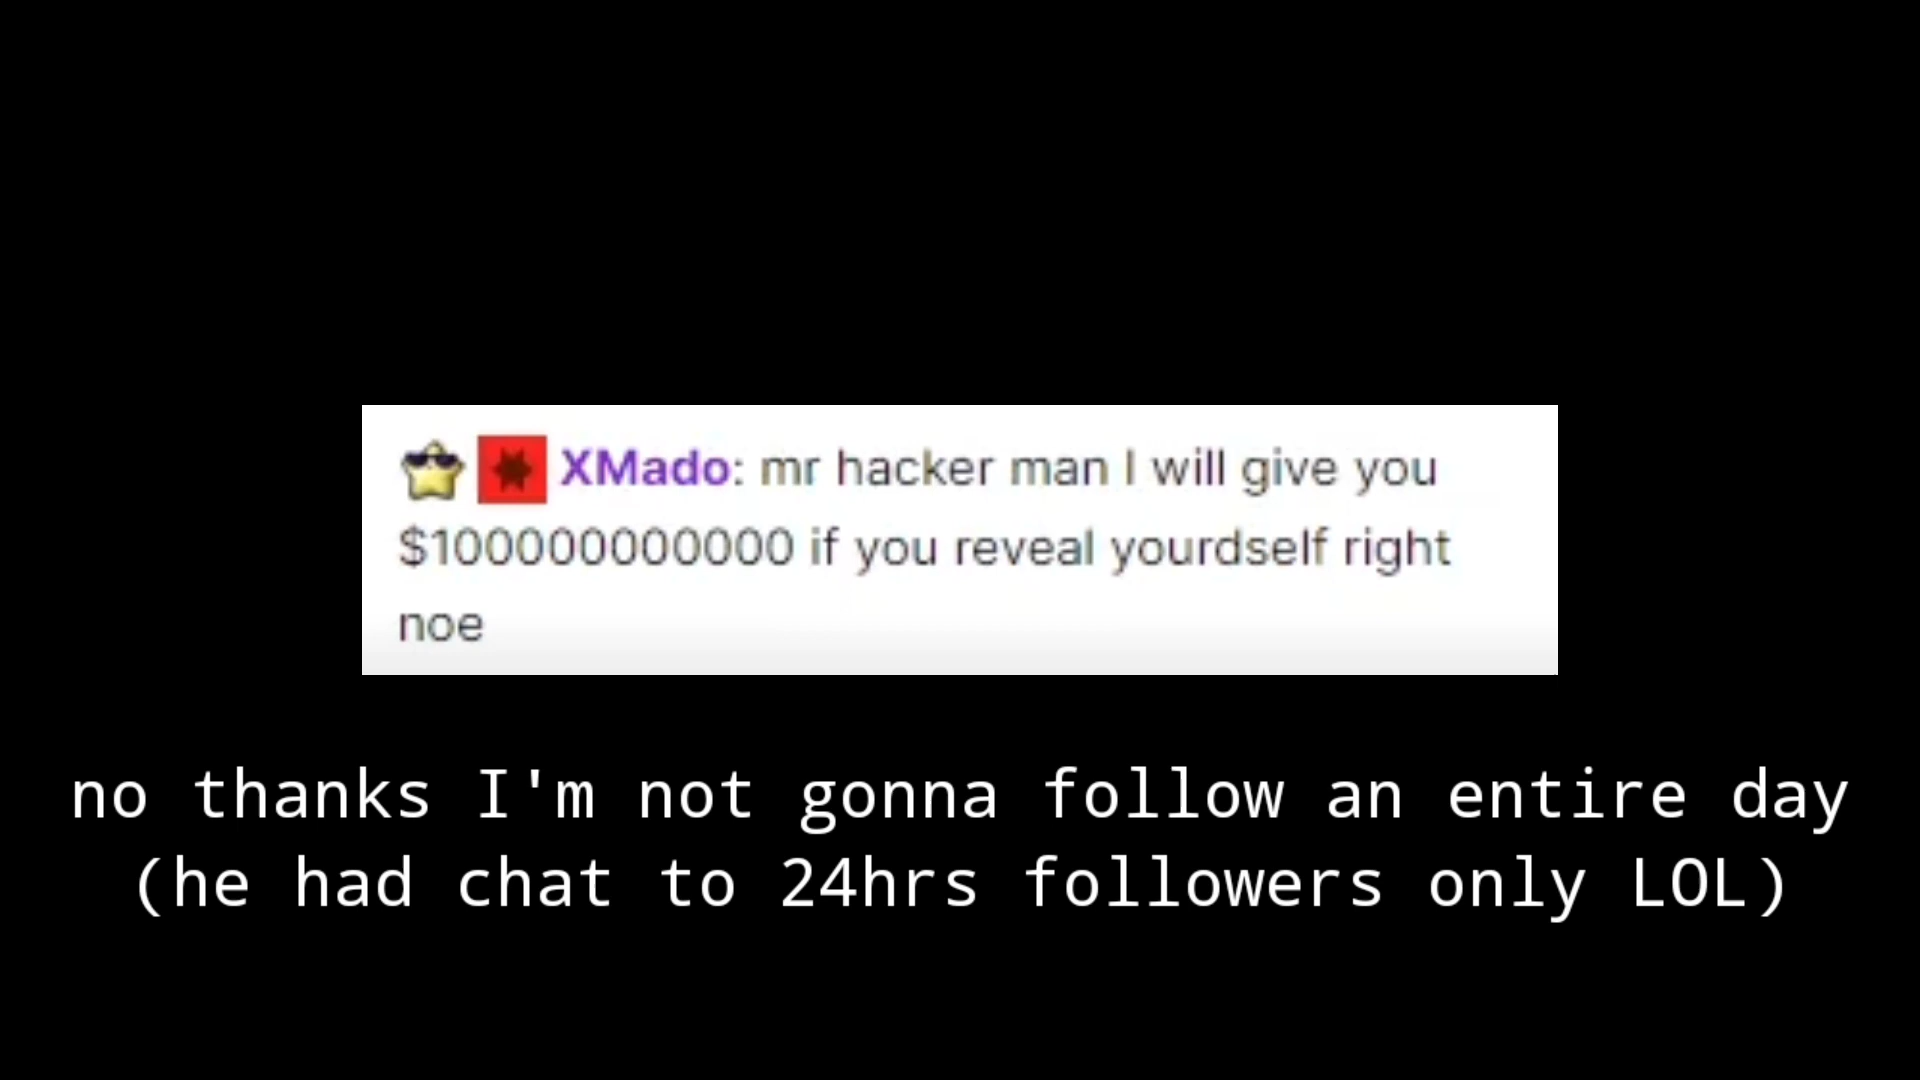 XMado: mr hacker man I will give you
$100000000000 if you reveal yourdself right
noe
no thanks I'm not gonna follow an entire day
(he had chat to 24hrs followers only LOL)